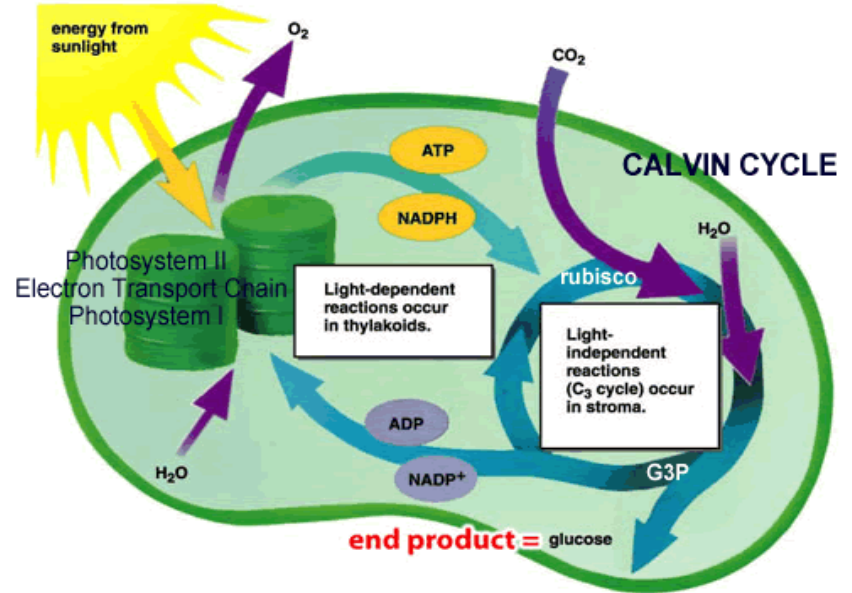 energy from
sunlight
O₂
CO₂
ATP
CALVIN CYCLE
NADPH
H₂O
Photosystem II
Electron Transport Chain
Photosystem I
rubisco
Light-dependent
reactions occur
in thylakoids.
Light-
independent
reactions
(C₃ cycle) occur
in stroma.
ADP
NADP⁺
G3P
H₂O
end product = glucose